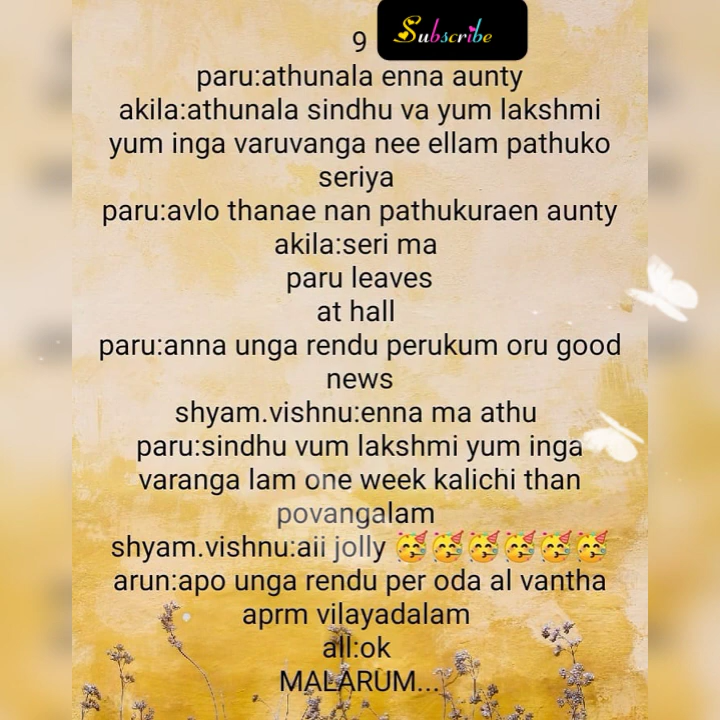 9
Subscribe
paru:athunala enna aunty
akila:athunala sindhu va yum lakshmi
yum inga varuvanga nee ellam pathuko
seriya
paru:avlo thanae nan pathukuraen aunty
akila:seri ma
paru leaves
at hall
paru:anna unga rendu perukum oru good
news
shyam.vishnu:enna ma athu
paru:sindhu vum lakshmi yum inga
varanga lam one week kalichi than
povangalam
shyam.vishnu:aii jolly 🥳🥳🥳🥳🥳🥳
arun:apo unga rendu per oda al vantha
aprm vilayadalam
all:ok
MALARUM...